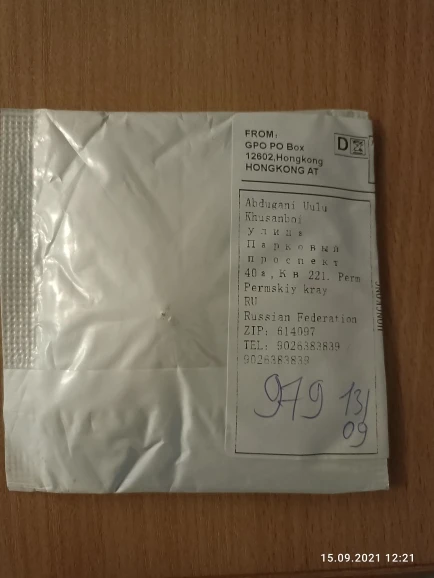 FROM:
GPO PO Box
12602,Hongkong
HONGKONG AT
D
Abdugani Uulu
Khusanboi
Улица
Парковый
проспект
40а,Кв 221. Perm
Permskiy kray
RU
Russian Federation
ZIP: 614097
TEL: 9026383839
9026383839
979 13/
09
15.09.2021 12:21